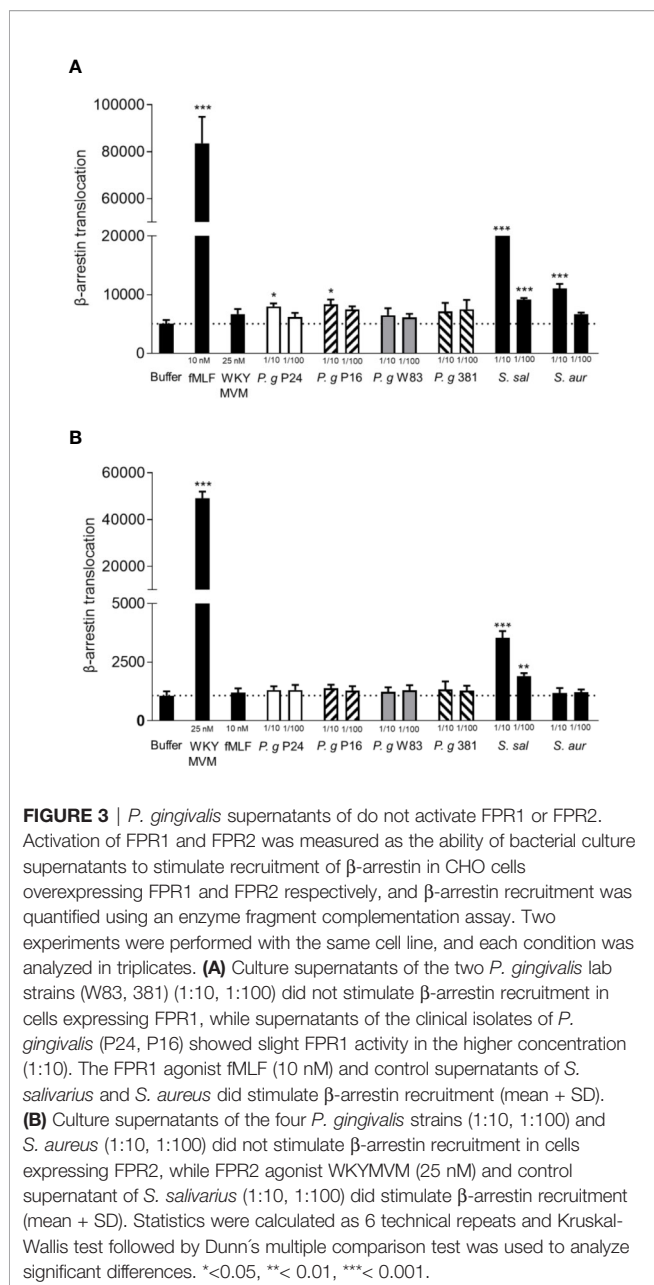 A
***
100000
80000
60000
40000
20000
10000
0
β-arrestin translocation
* * *** *** ***
10 nM 25 nM 1/10 1/100 1/10 1/100 1/10 1/100 1/10 1/100 1/10 1/100 1/10 1/100
Buffer fMLF WKY MVM P. g P24 P. g P16 P. g W83 P. g 381 S. sal S. aur
B
***
60000
40000
20000
5000
2500
0
β-arrestin translocation
*** **
25 nM 10 nM 1/10 1/100 1/10 1/100 1/10 1/100 1/10 1/100 1/10 1/100 1/10 1/100
Buffer WKY MVM fMLF P. g P24 P. g P16 P. g W83 P. g 381 S. sal S. aur
FIGURE 3 | P. gingivalis supernatants of do not activate FPR1 or FPR2.
Activation of FPR1 and FPR2 was measured as the ability of bacterial culture
supernatants to stimulate recruitment of β-arrestin in CHO cells
overexpressing FPR1 and FPR2 respectively, and β-arrestin recruitment was
quantified using an enzyme fragment complementation assay. Two
experiments were performed with the same cell line, and each condition was
analyzed in triplicates. (A) Culture supernatants of the two P. gingivalis lab
strains (W83, 381) (1:10, 1:100) did not stimulate β-arrestin recruitment in
cells expressing FPR1, while supernatants of the clinical isolates of P.
gingivalis (P24, P16) showed slight FPR1 activity in the higher concentration
(1:10). The FPR1 agonist fMLF (10 nM) and control supernatants of S.
salivarius and S. aureus did stimulate β-arrestin recruitment (mean + SD).
(B) Culture supernatants of the four P. gingivalis strains (1:10, 1:100) and
S. aureus (1:10, 1:100) did not stimulate β-arrestin recruitment in cells
expressing FPR2, while FPR2 agonist WKYMVM (25 nM) and control
supernatant of S. salivarius (1:10, 1:100) did stimulate β-arrestin recruitment
(mean + SD). Statistics were calculated as 6 technical repeats and Kruskal-
Wallis test followed by Dunn´s multiple comparison test was used to analyze
significant differences. *<0.05, **< 0.01, ***< 0.001.